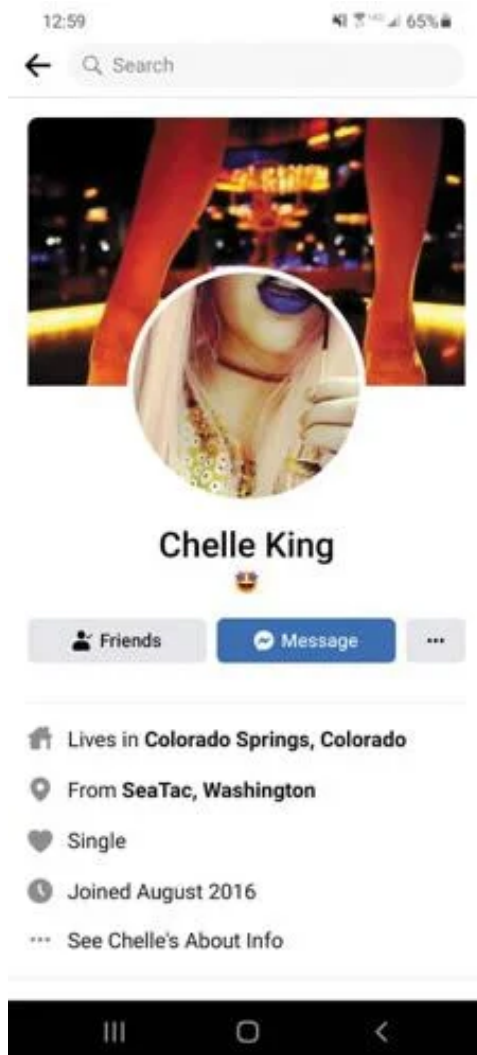 12:59
65%
Search
Chelle King
Friends
Message
Lives in Colorado Springs, Colorado
From SeaTac, Washington
Single
Joined August 2016
See Chelle's About Info